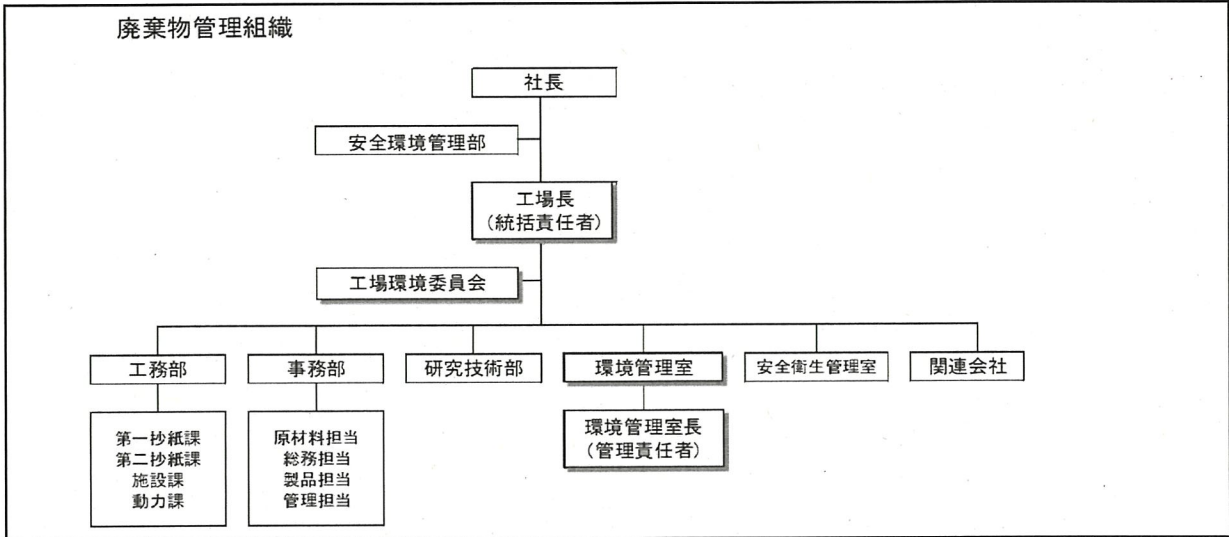 廃棄物管理組織
社長
安全環境管理部
工場長
(統括責任者)
工場環境委員会
工務部
事務部
研究技術部
環境管理室
安全衛生管理室
関連会社
第一抄紙課
第二抄紙課
施設課
動力課
原材料担当
総務担当
製品担当
管理担当
環境管理室長
(管理責任者)